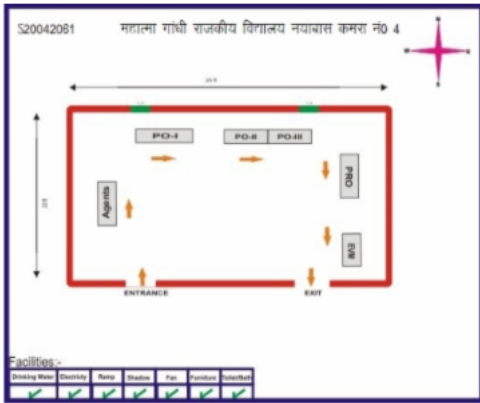 S20042061 महात्मा गांधी राजकीय विद्यालय नयाबास कमरा नं0 4
PO-I
PO-II PO-III
PRO
Agents
EVM
ENTRANCE EXIT
Facilities:-
Drinking Water Electricity Ramp Shadow Fan Furniture Toilet/Bath